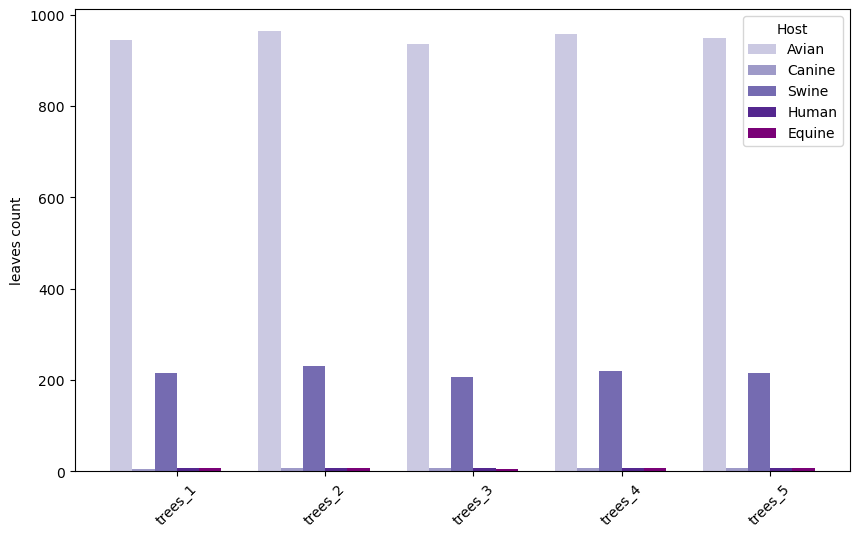 1000
800
600
400
200
0
leaves count
Host
Avian
Canine
Swine
Human
Equine
trees_1
trees_2
trees_3
trees_4
trees_5